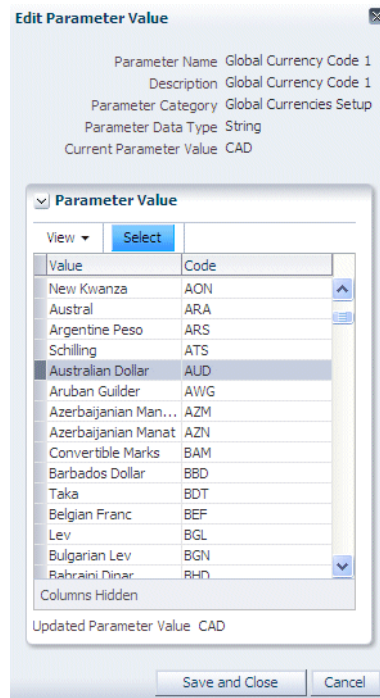 Edit Parameter Value
Parameter Name Global Currency Code 1
Description Global Currency Code 1
Parameter Category Global Currencies Setup
Parameter Data Type String
Current Parameter Value CAD
Parameter Value
View Select
Value Code
New Kwanza AON
Austral ARA
Argentine Peso ARS
Schilling ATS
Australian Dollar AUD
Aruban Guilder AWG
Azerbaijanian Man... AZM
Azerbaijanian Manat AZN
Convertible Marks BAM
Barbados Dollar BBD
Taka BDT
Belgian Franc BEF
Lev BGL
Bulgarian Lev BGN
Bahraini Dinar BHD
Columns Hidden
Updated Parameter Value CAD
Save and Close Cancel